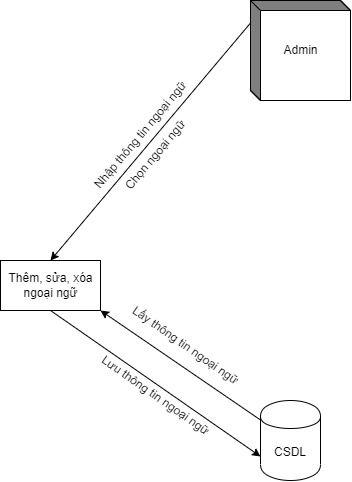 Admin
Nhập thông tin ngoại ngữ
Chọn ngoại ngữ
Thêm, sửa, xóa
ngoại ngữ
Lấy thông tin ngoại ngữ
Lưu thông tin ngoại ngữ
CSDL